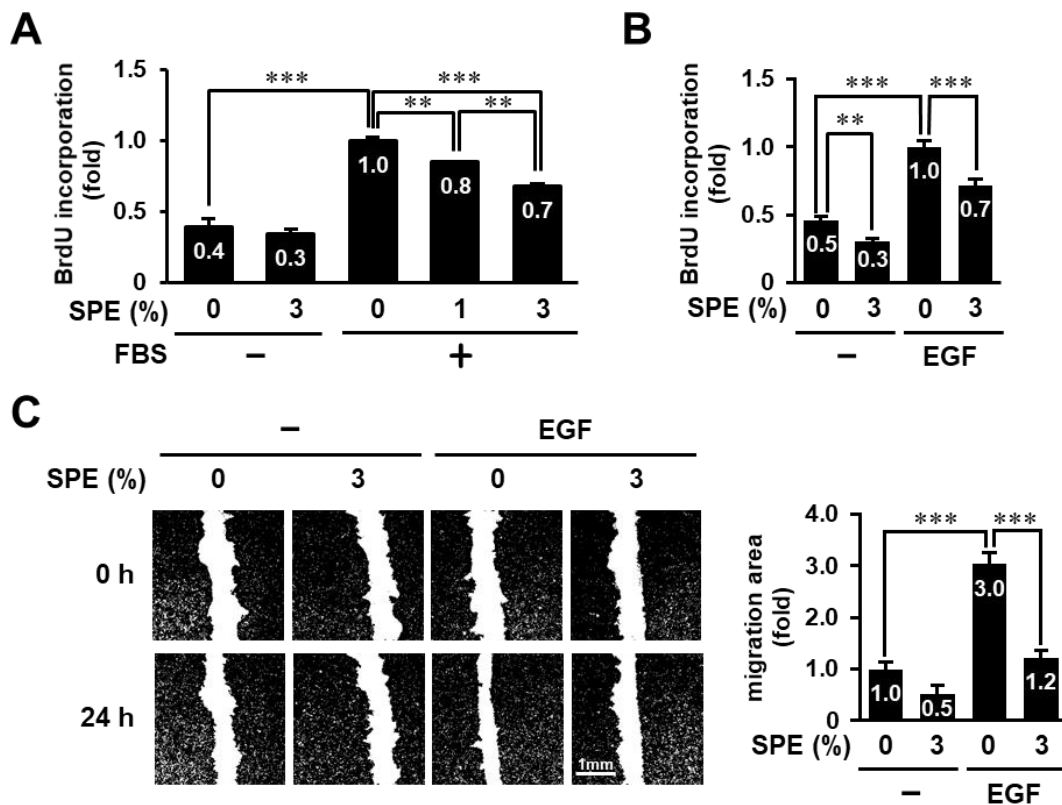 A
BrdU incorporation
(fold)
1.5
1.0
0.5
0
*** ***
** **
0.4 0.3 1.0 0.8 0.7
SPE (%) 0 3 0 1 3
FBS − +
B
BrdU incorporation
(fold)
1.5
1.0
0.5
0
*** ***
**
0.5 0.3 1.0 0.7
SPE (%) 0 3 0 3
− EGF
C
− EGF
SPE (%) 0 3 0 3
0 h
24 h
1mm
migration area
(fold)
4.0
3.0
2.0
1.0
0
*** ***
1.0 0.5 3.0 1.2
SPE (%) 0 3 0 3
− EGF